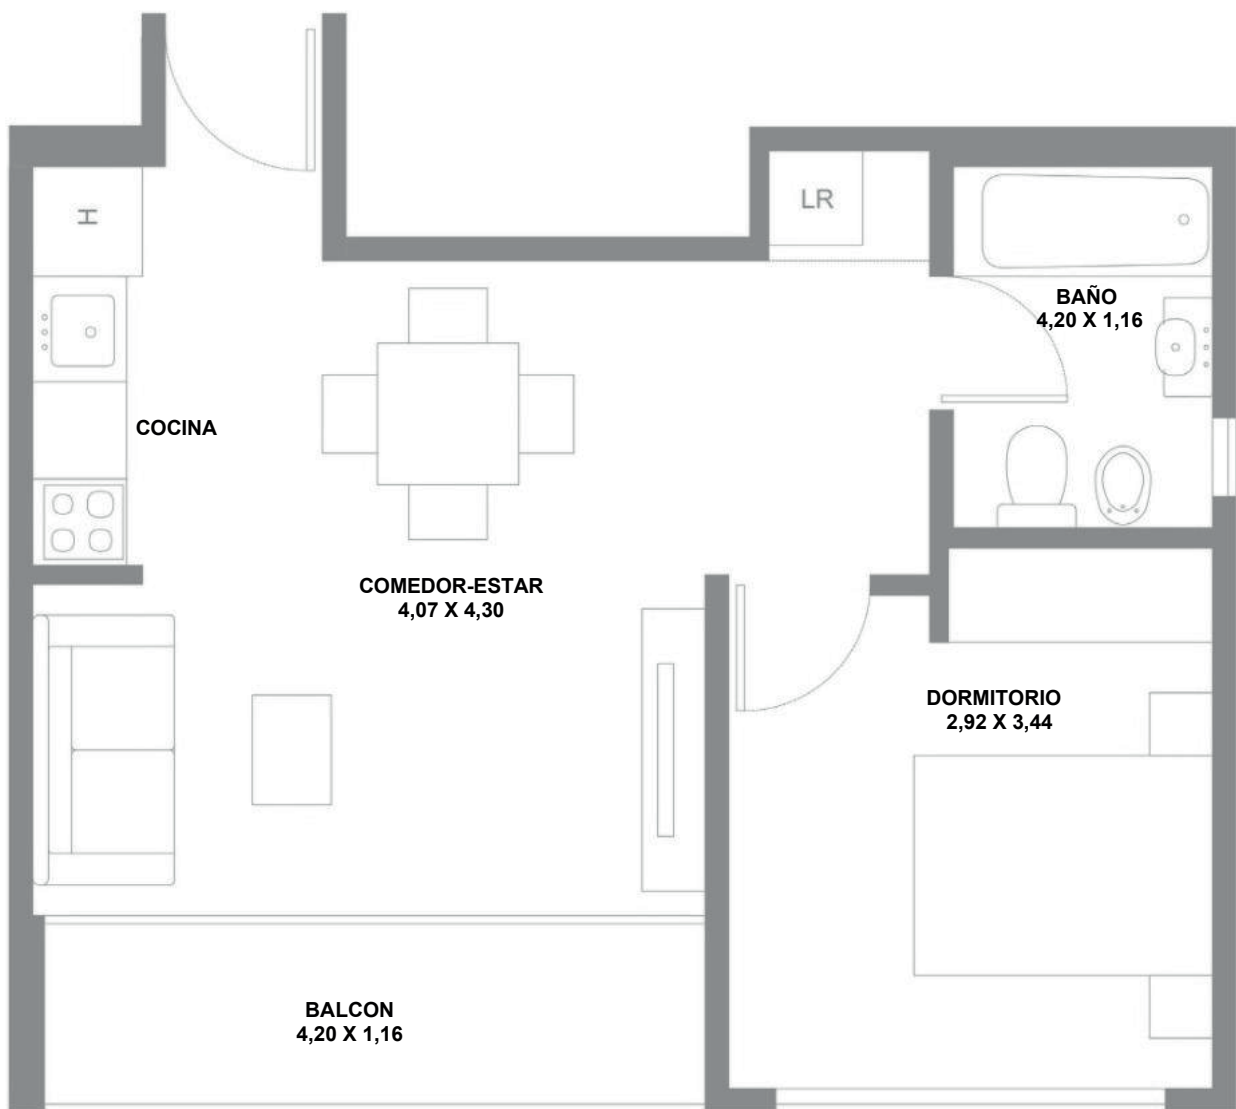 LR
H
BAÑO
4,20 X 1,16
COCINA
COMEDOR-ESTAR
4,07 X 4,30
DORMITORIO
2,92 X 3,44
BALCON
4,20 X 1,16